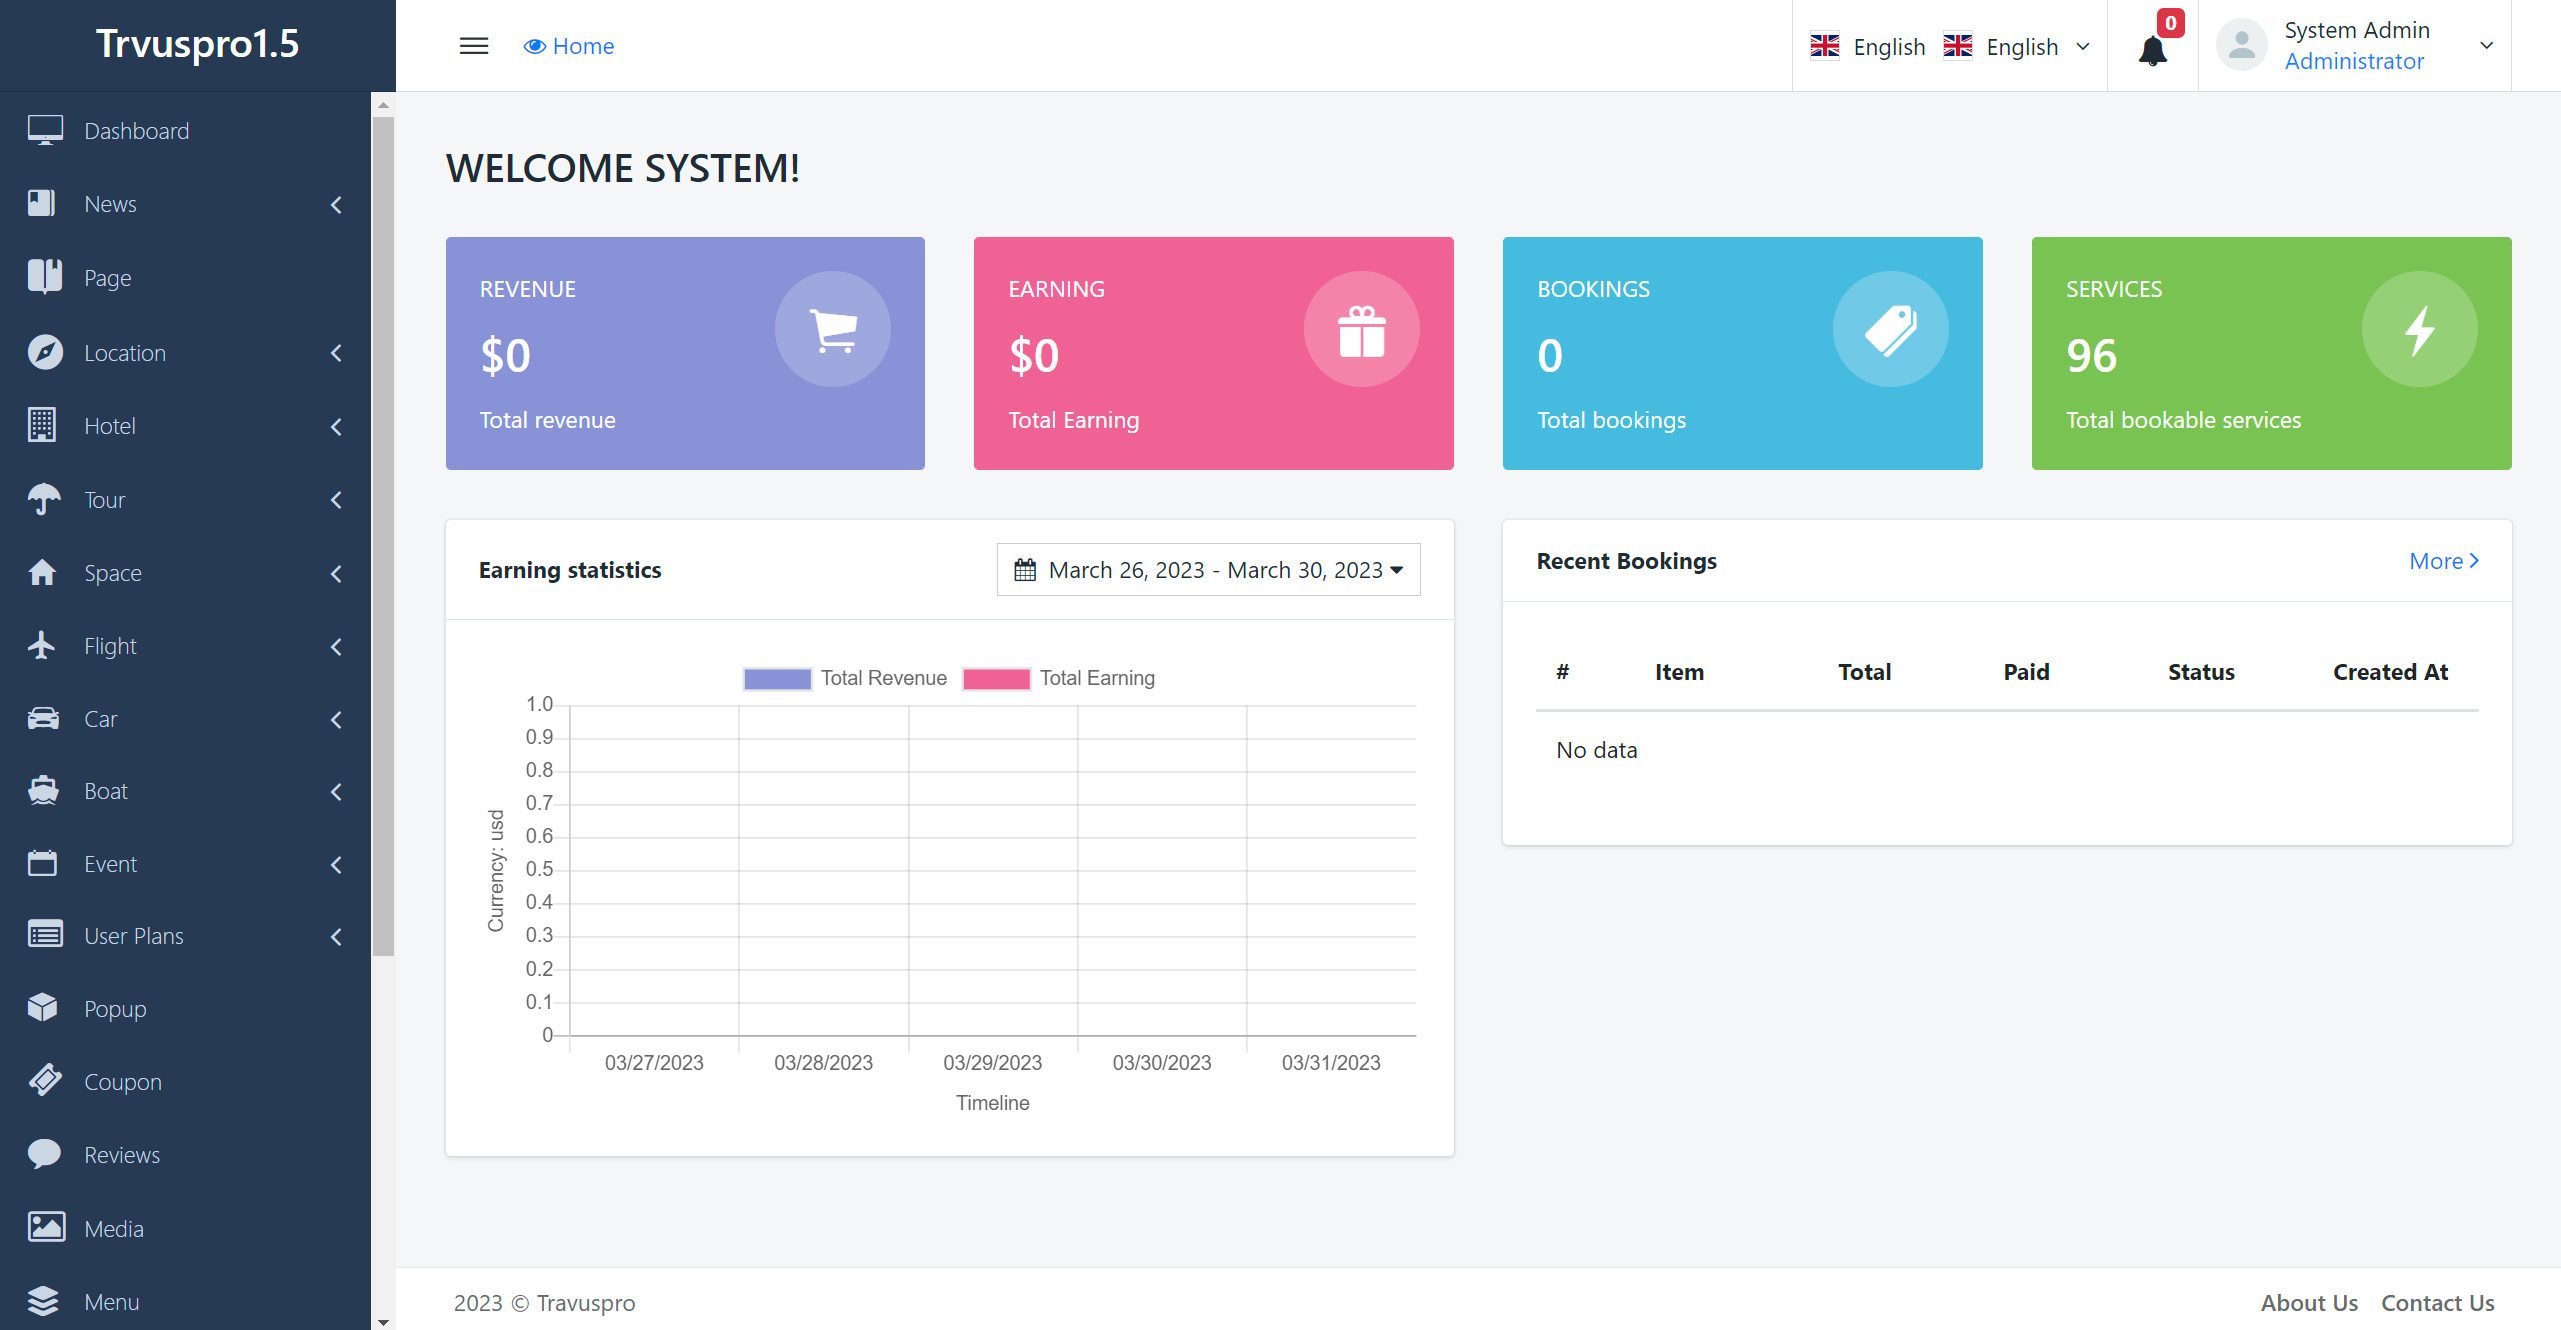 Trvuspro1.5
Home
English English
0
System Admin
Administrator
Dashboard
News
Page
Location
Hotel
Tour
Space
Flight
Car
Boat
Event
User Plans
Popup
Coupon
Reviews
Media
Menu
WELCOME SYSTEM!
REVENUE
$0
Total revenue
EARNING
$0
Total Earning
BOOKINGS
0
Total bookings
SERVICES
96
Total bookable services
Earning statistics
March 26, 2023 - March 30, 2023
Total Revenue Total Earning
Currency: usd
1.0
0.9
0.8
0.7
0.6
0.5
0.4
0.3
0.2
0.1
0
03/27/2023 03/28/2023 03/29/2023 03/30/2023 03/31/2023
Timeline
Recent Bookings
More
# Item Total Paid Status Created At
No data
2023 © Travuspro
About Us Contact Us